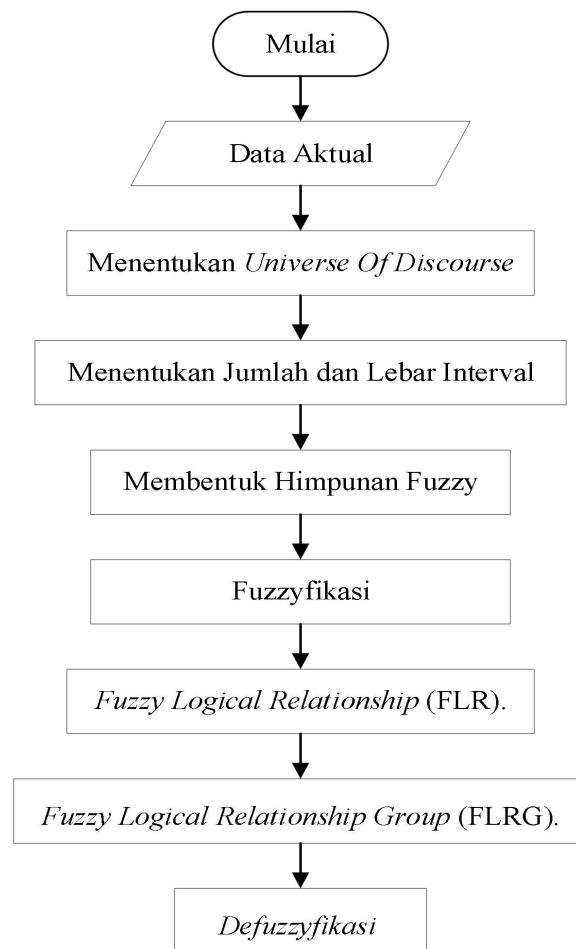 Mulai
Data Aktual
Menentukan Universe Of Discourse
Menentukan Jumlah dan Lebar Interval
Membentuk Himpunan Fuzzy
Fuzzyfikasi
Fuzzy Logical Relationship (FLR).
Fuzzy Logical Relationship Group (FLRG).
Defuzzyfikasi